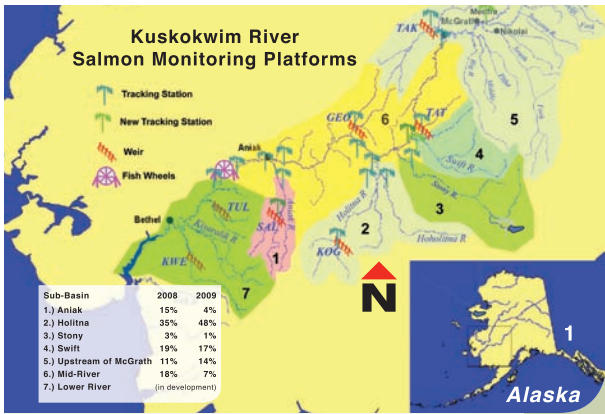 Kuskokwim River
Salmon Monitoring Platforms
Tracking Station
New Tracking Station
Weir
Fish Wheels
TAK
McGrath
Nikolai
GEO
6
TAT
5
4
Swift R
Aniak
Stony R
3
Bethel
TUL
Kisaralik R
SAL
Aniak R
1
Holitna R
2
KOG
Hoholitna R
KWE
7
N
Sub-Basin 2008 2009
1.) Aniak 15% 4%
2.) Holitna 35% 48%
3.) Stony 3% 1%
4.) Swift 19% 17%
5.) Upstream of McGrath 11% 14%
6.) Mid-River 18% 7%
7.) Lower River (in development)
1
Alaska